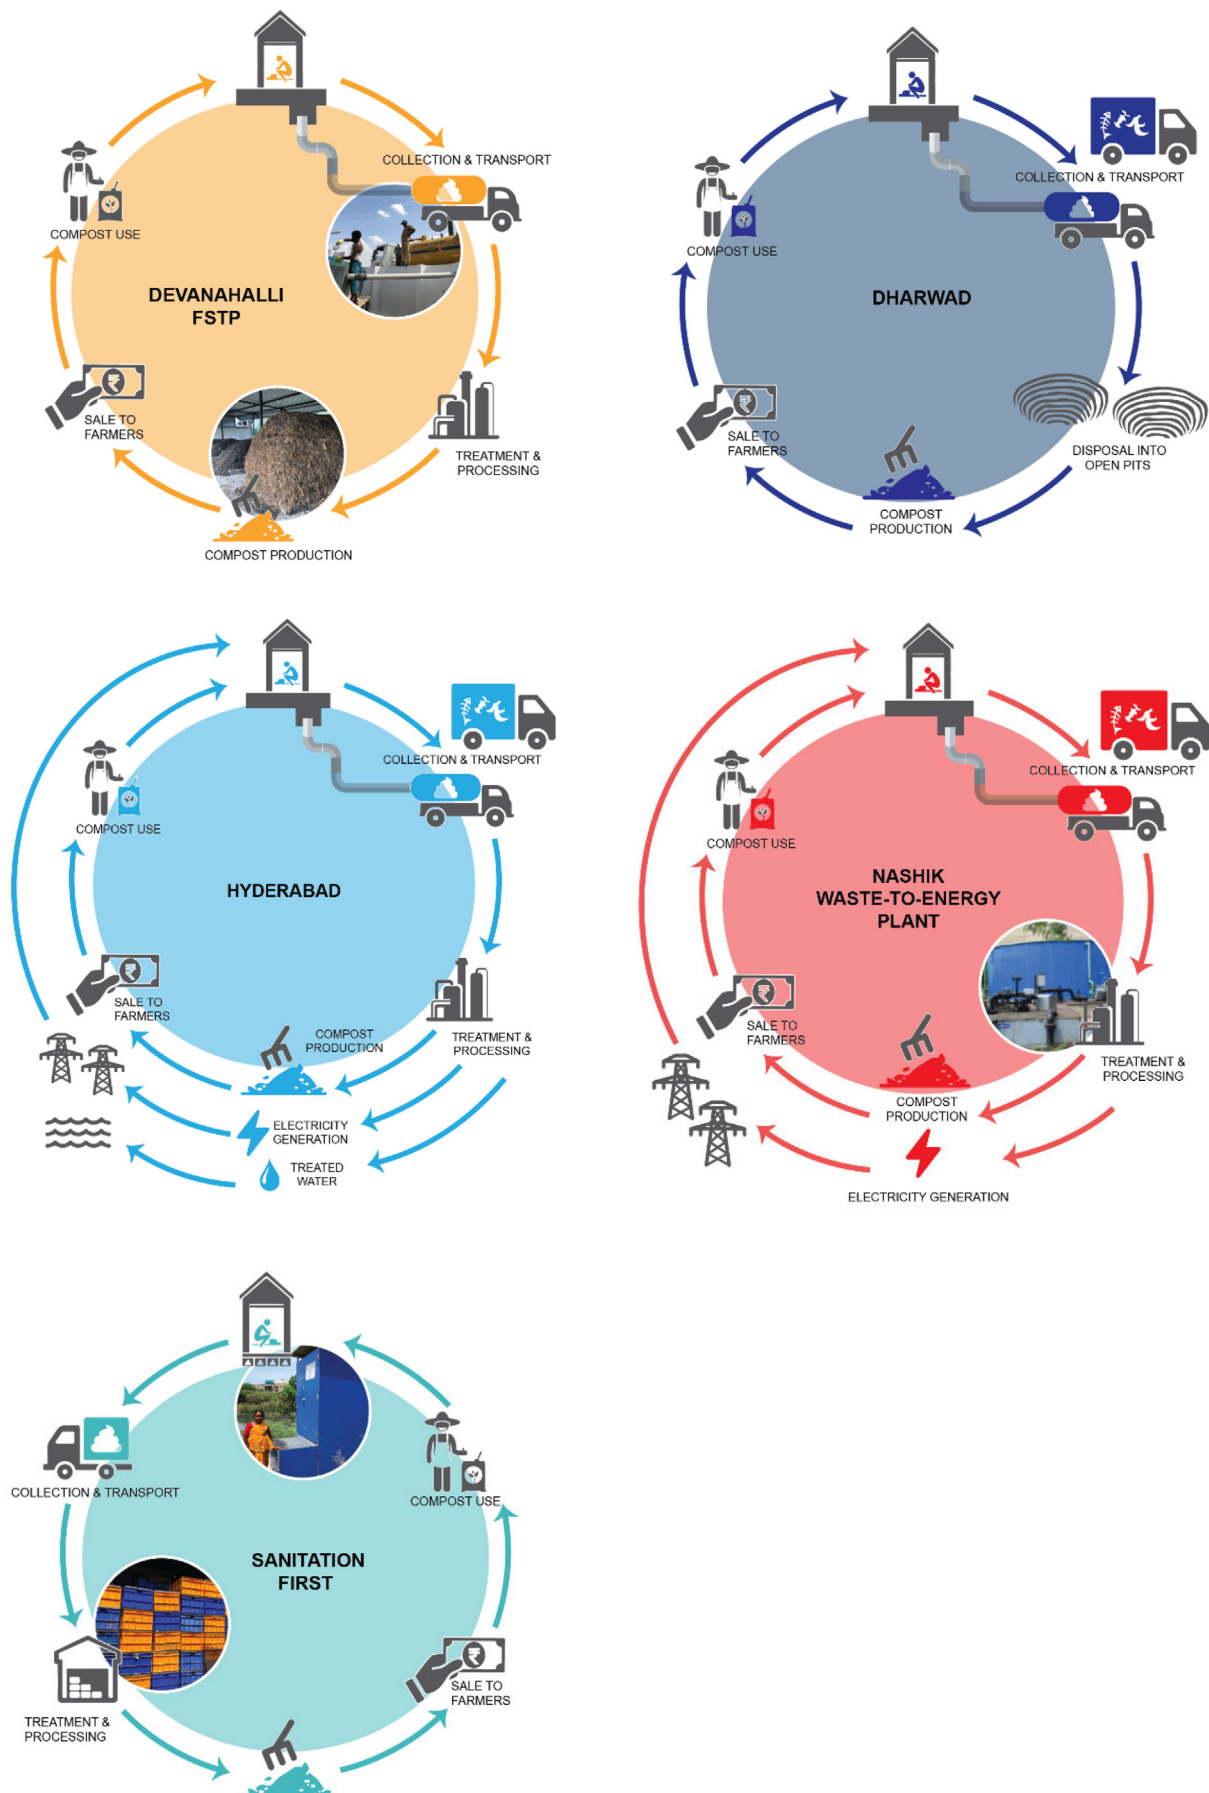 COLLECTION & TRANSPORT
COMPOST USE
DEVANAHALLI
FSTP
SALE TO
FARMERS
TREATMENT &
PROCESSING
COMPOST PRODUCTION
COLLECTION & TRANSPORT
COMPOST USE
DHARWAD
SALE TO
FARMERS
DISPOSAL INTO
OPEN PITS
COMPOST
PRODUCTION
COLLECTION & TRANSPORT
COMPOST USE
HYDERABAD
SALE TO
FARMERS
COMPOST
PRODUCTION
TREATMENT &
PROCESSING
ELECTRICITY
GENERATION
TREATED
WATER
COLLECTION & TRANSPORT
COMPOST USE
NASHIK
WASTE-TO-ENERGY
PLANT
SALE TO
FARMERS
TREATMENT &
PROCESSING
COMPOST
PRODUCTION
ELECTRICITY GENERATION
COLLECTION & TRANSPORT
COMPOST USE
SANITATION
FIRST
SALE TO
FARMERS
TREATMENT &
PROCESSING